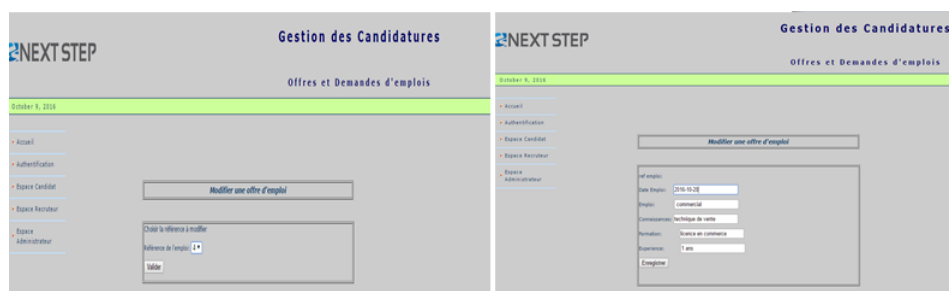 Gestion des Candidatures
NEXT STEP
Offres et Demandes d'emplois
October 9, 2016
Accueil
Authentification
Espace Candidat
Espace Recruteur
Espace
Administrateur
Modifier une offre d'emploi
Choisir la référence à modifier
Référence de l'emploi: 4
Valider
Gestion des Candidatures
NEXT STEP
Offres et Demandes d'emplois
October 9, 2016
Accueil
Authentification
Espace Candidat
Espace Recruteur
Espace
Administrateur
Modifier une offre d'emploi
ref emploi:
Date Emploi: 2016-10-20
Emploi: commercial
Connaissances: technique de vente
Formation: licence en commerce
Experience: 1 ans
Enregistrer